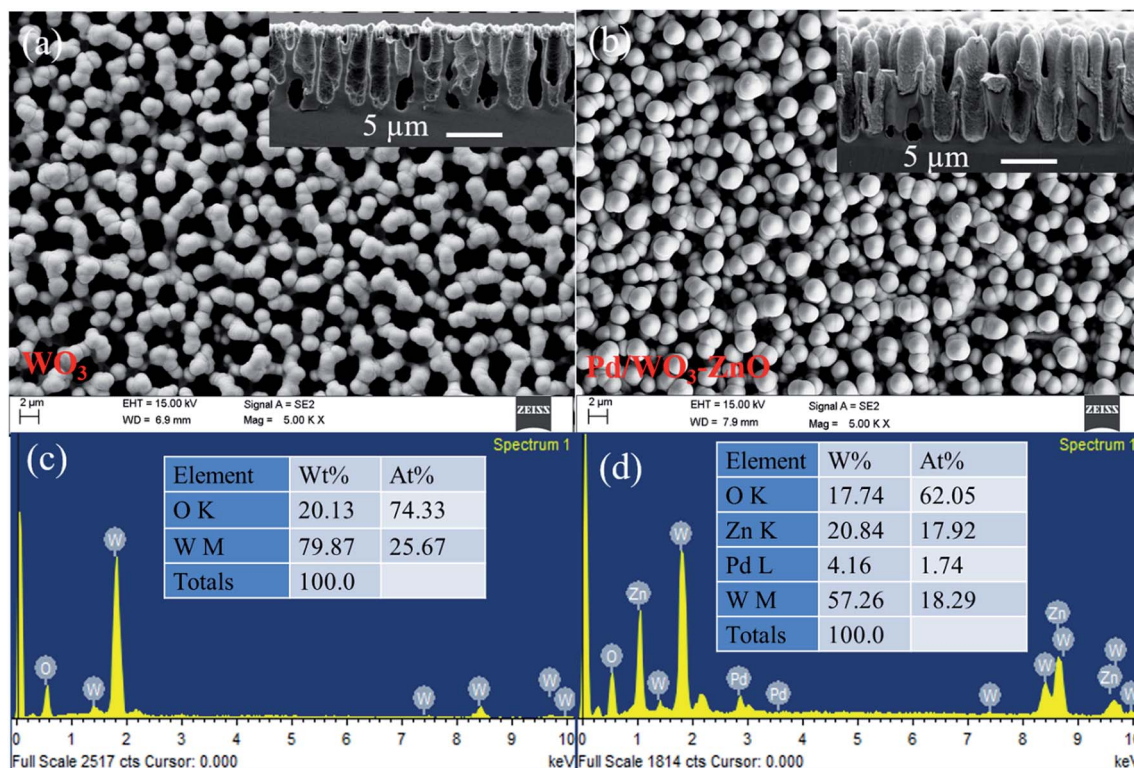 (a)
5 µm
WO₃
2 µm
EHT = 15.00 kV
Signal A = SE2
WD = 6.9 mm
Mag = 5.00 K X
ZEISS
(b)
5 µm
Pd/WO₃-ZnO
2 µm
EHT = 15.00 kV
Signal A = SE2
WD = 7.9 mm
Mag = 5.00 K X
ZEISS
(c)
Spectrum 1
Element Wt% At%
O K 20.13 74.33
W M 79.87 25.67
Totals 100.0
O W W W W W W
0 1 2 3 4 5 6 7 8 9 10
Full Scale 2517 cts Cursor: 0.000 keV
(d)
Spectrum 1
Element W% At%
O K 17.74 62.05
Zn K 20.84 17.92
Pd L 4.16 1.74
W M 57.26 18.29
Totals 100.0
O Zn W W Pd Pd W W Zn W Zn W W
0 1 2 3 4 5 6 7 8 9 10
Full Scale 1814 cts Cursor: 0.000 keV